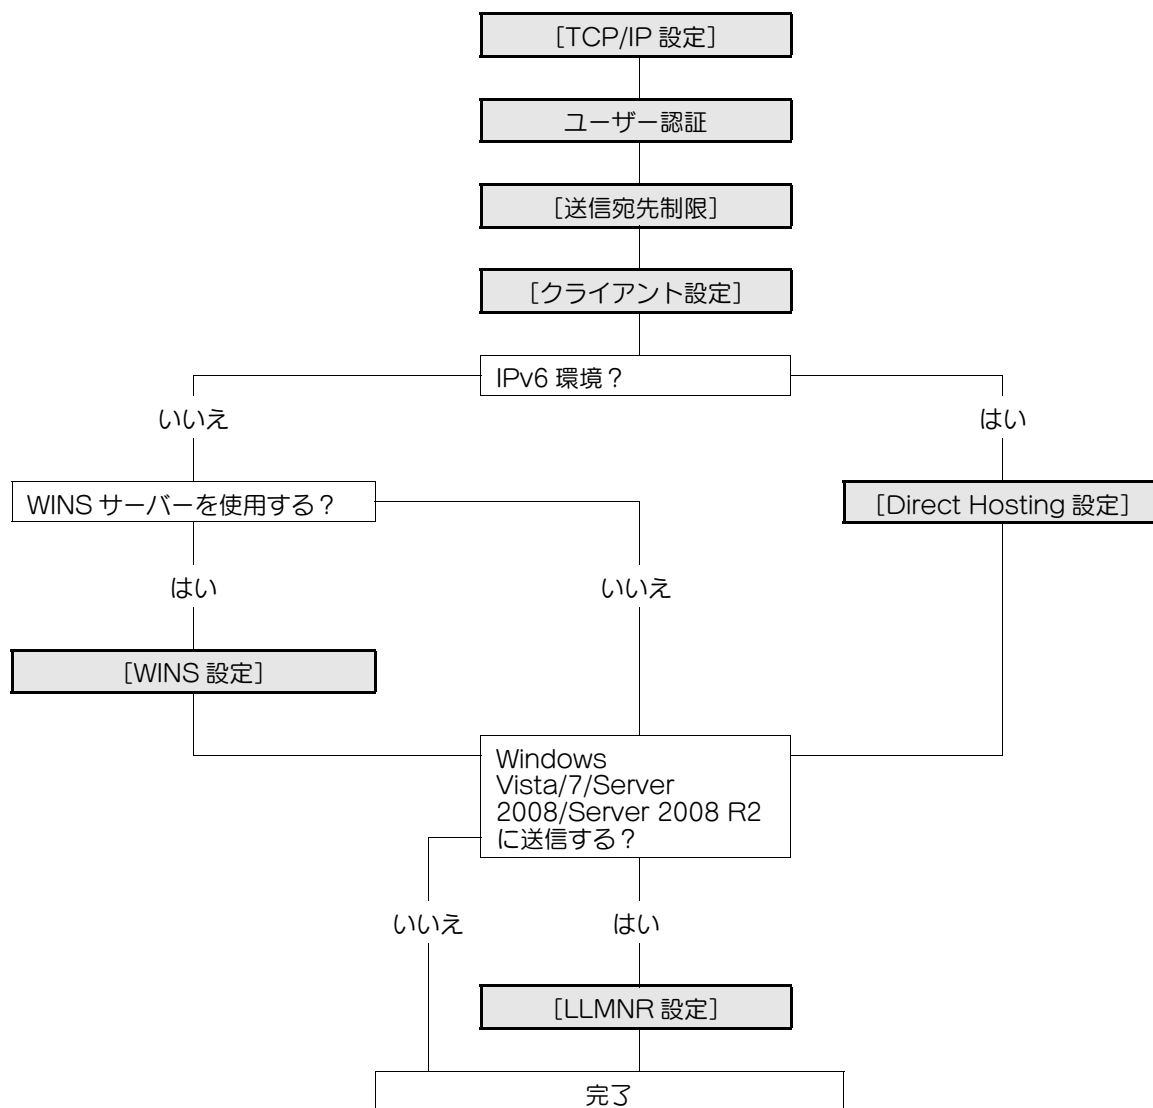 [TCP/IP 設定]
ユーザー認証
[送信宛先制限]
[クライアント設定]
IPv6 環境？
いいえ
はい
WINS サーバーを使用する？
[Direct Hosting 設定]
はい
いいえ
[WINS 設定]
Windows
Vista/7/Server
2008/Server 2008 R2
に送信する？
いいえ
はい
[LLMNR 設定]
完了